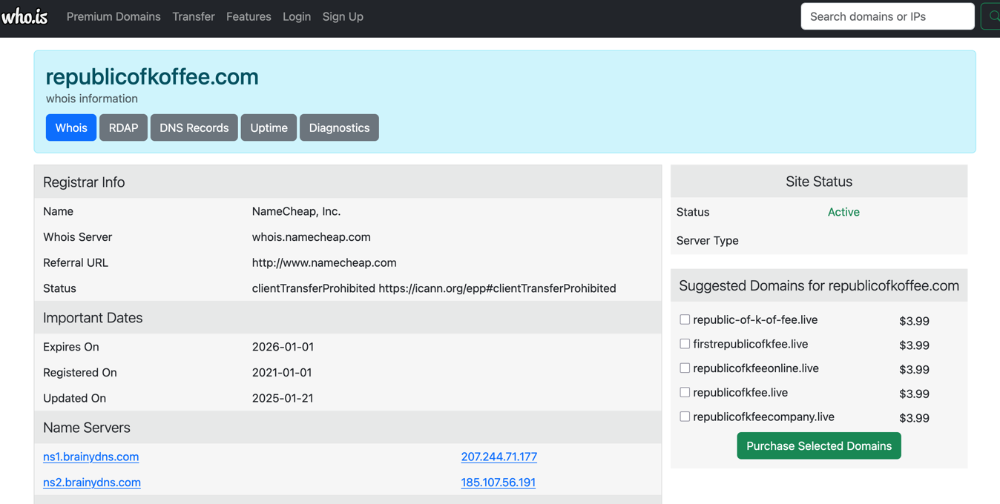 who.is Premium Domains Transfer Features Login Sign Up Search domains or IPs
republicofkoffee.com
whois information
Whois RDAP DNS Records Uptime Diagnostics
Registrar Info
Name NameCheap, Inc.
Whois Server whois.namecheap.com
Referral URL http://www.namecheap.com
Status clientTransferProhibited https://icann.org/epp#clientTransferProhibited
Important Dates
Expires On 2026-01-01
Registered On 2021-01-01
Updated On 2025-01-21
Name Servers
ns1.brainydns.com 207.244.71.177
ns2.brainydns.com 185.107.56.191
Site Status
Status Active
Server Type
Suggested Domains for republicofkoffee.com
republic-of-k-of-fee.live $3.99
firstrepublicofkfee.live $3.99
republicofkfeeonline.live $3.99
republicofkfee.live $3.99
republicofkfeecompany.live $3.99
Purchase Selected Domains